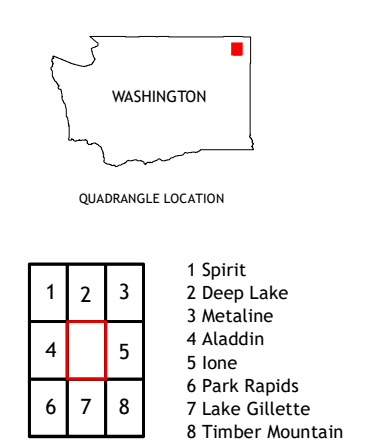 WASHINGTON
QUADRANGLE LOCATION
1 2 3
4 5
6 7 8
1 Spirit
2 Deep Lake
3 Metaline
4 Aladdin
5 Ione
6 Park Rapids
7 Lake Gillette
8 Timber Mountain